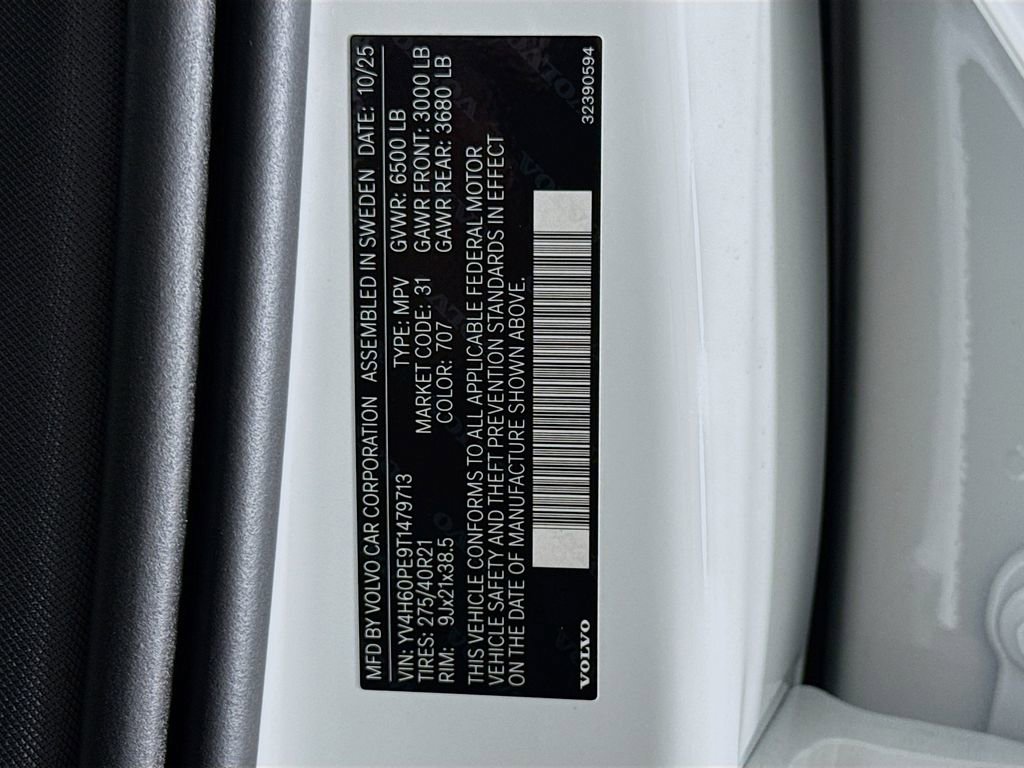 MFD BY VOLVO CAR CORPORATION ASSEMBLED IN SWEDEN DATE: 10/25
VIN: YV4H60PE9T1479713 TYPE: MPV GVWR: 6500 LB
TIRES: 275/40R21 MARKET CODE: 31 GAWR FRONT: 3000 LB
RIM: 9Jx21x38.5 COLOR: 707 GAWR REAR: 3680 LB
THIS VEHICLE CONFORMS TO ALL APPLICABLE FEDERAL MOTOR
VEHICLE SAFETY AND THEFT PREVENTION STANDARDS IN EFFECT
ON THE DATE OF MANUFACTURE SHOWN ABOVE.
VOLVO 32390594